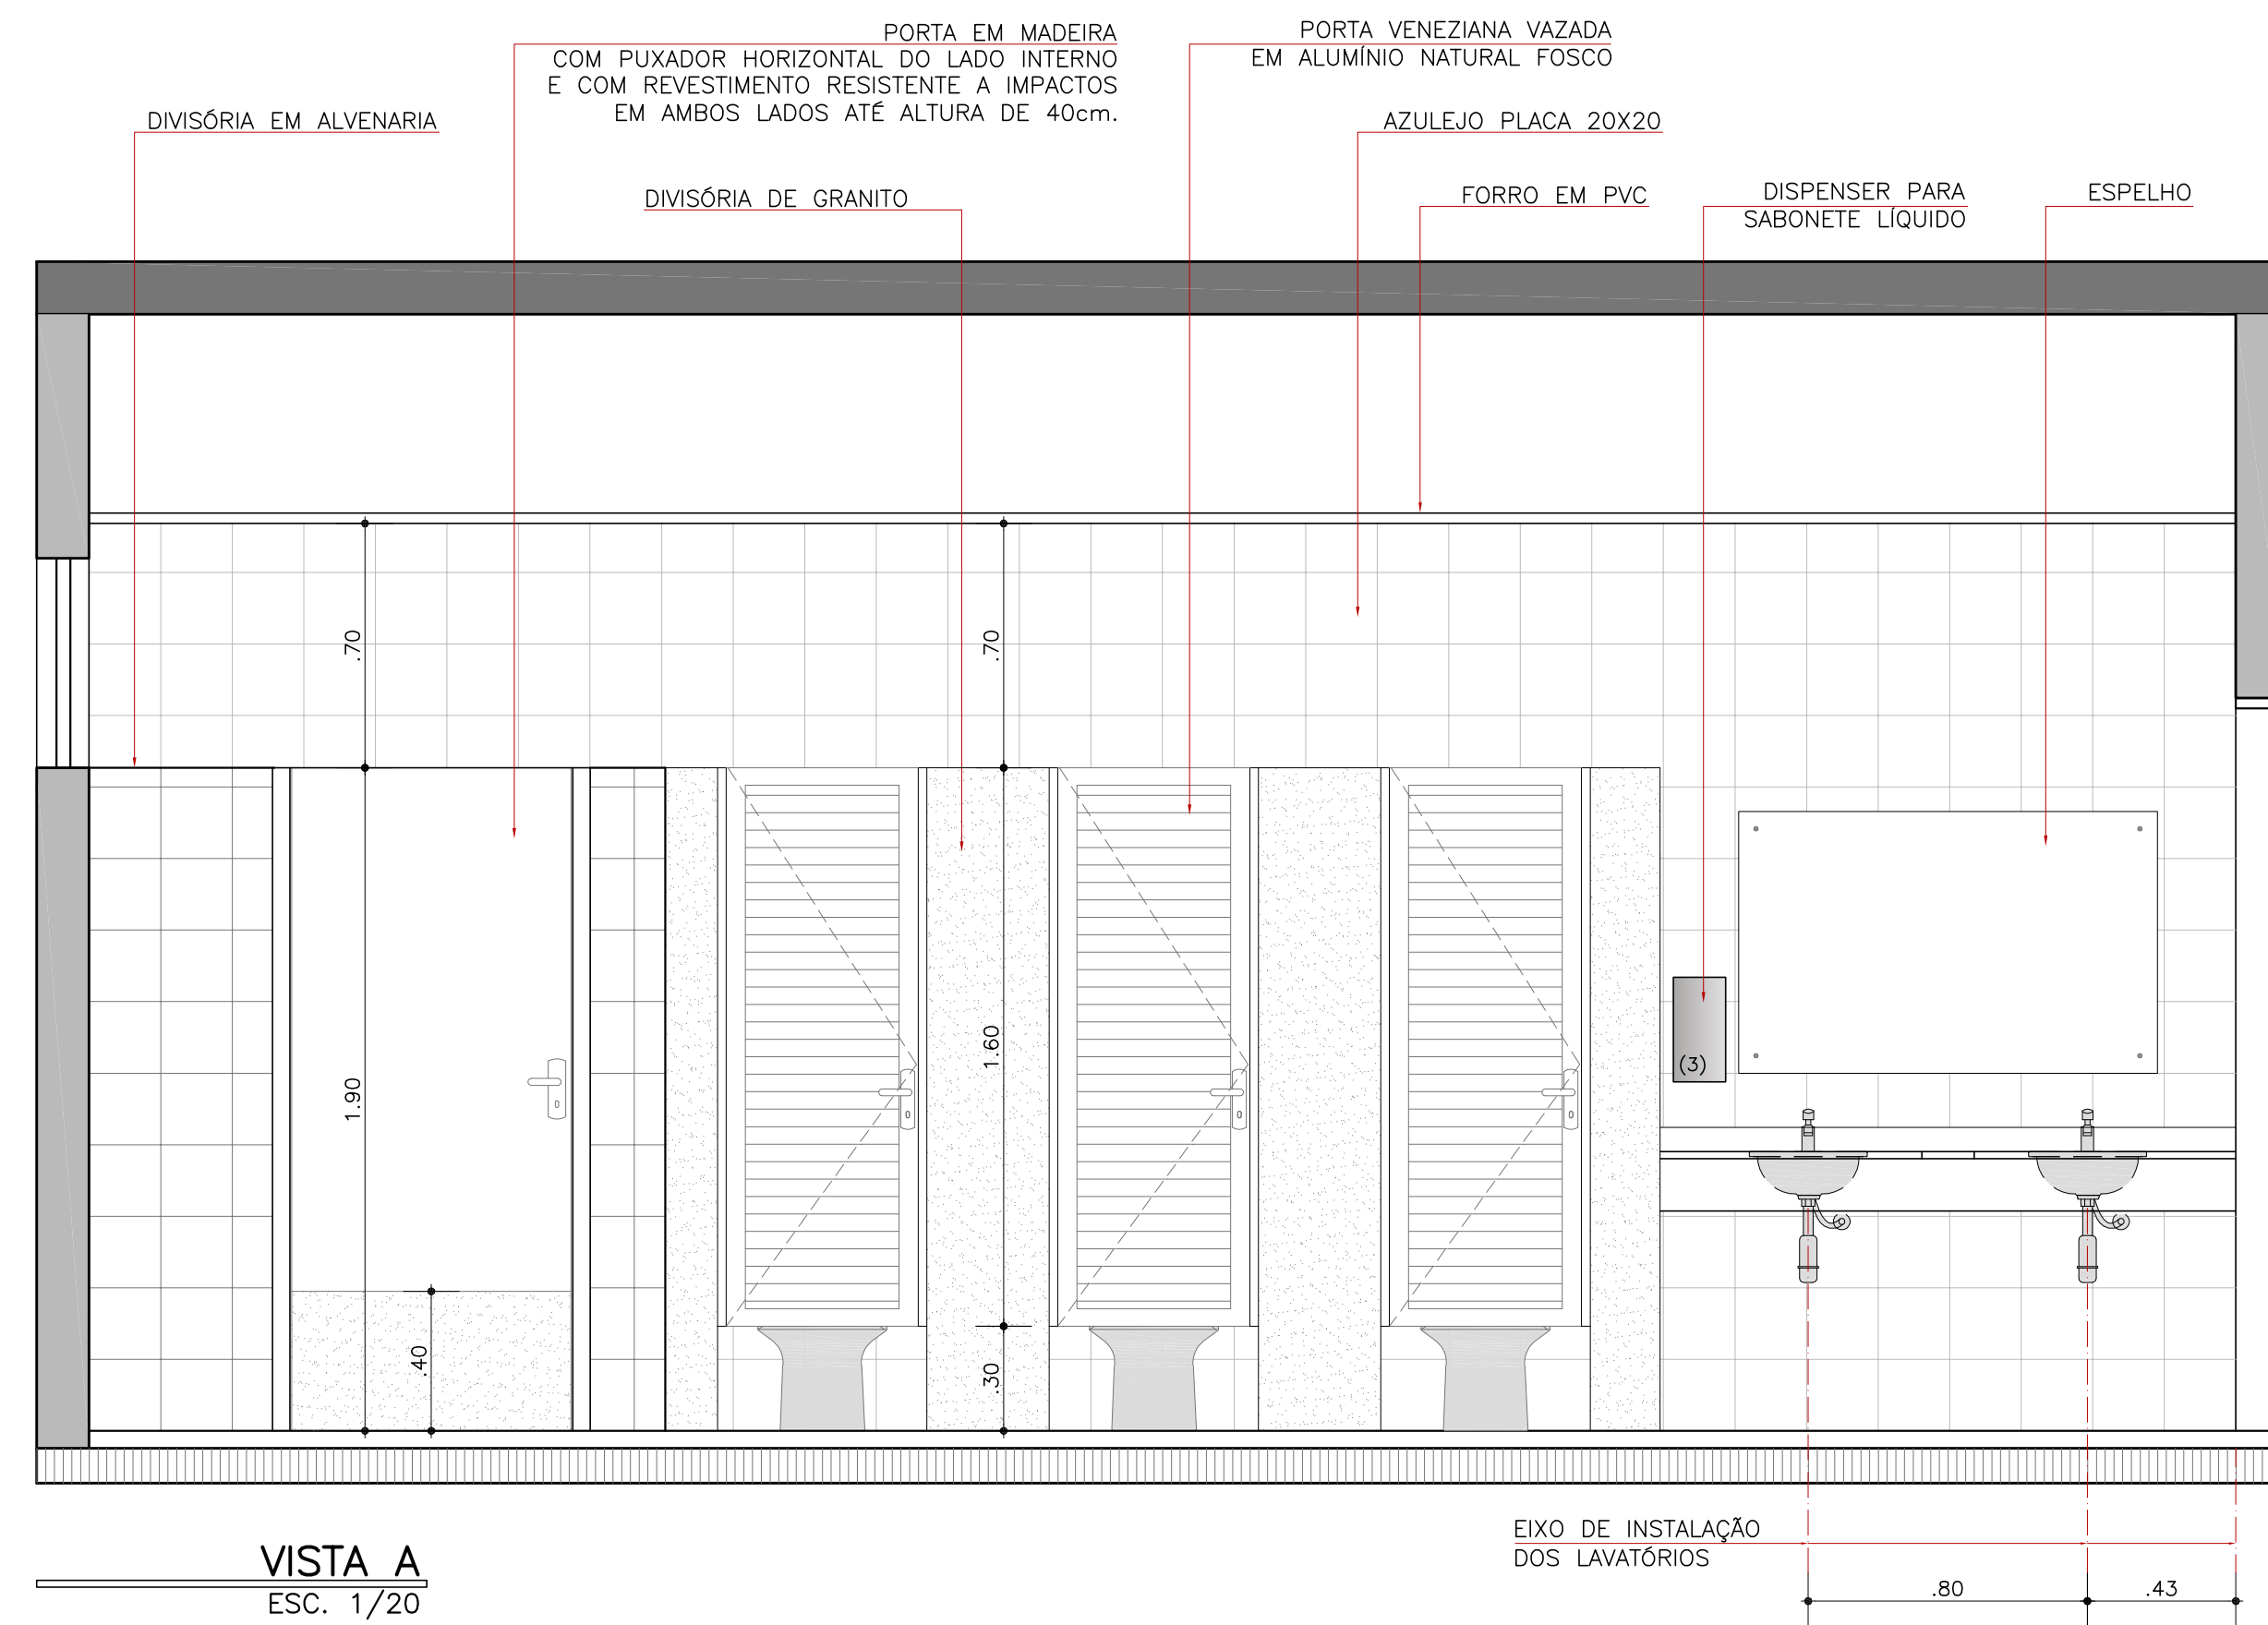 PORTA EM MADEIRA
COM PUXADOR HORIZONTAL DO LADO INTERNO
E COM REVESTIMENTO RESISTENTE A IMPACTOS
EM AMBOS LADOS ATÉ ALTURA DE 40cm.
PORTA VENEZIANA VAZADA
EM ALUMÍNIO NATURAL FOSCO
DIVISÓRIA EM ALVENARIA
AZULEJO PLACA 20X20
DIVISÓRIA DE GRANITO
FORRO EM PVC
DISPENSER PARA
SABONETE LÍQUIDO
ESPELHO
.70
.70
1.90
1.60
(3)
.40
.30
EIXO DE INSTALAÇÃO
DOS LAVATÓRIOS
.80
.43
VISTA A
ESC. 1/20